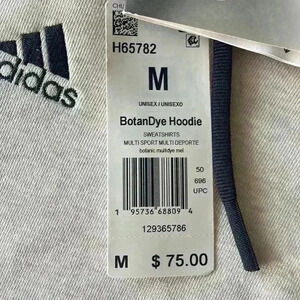 CHU
H65782
adidas
M
UNISEX / UNISEXO
BotanDye Hoodie
SWEATSHIRTS
MULTI SPORT MULTI DEPORTE
botanic multidye mel
50
696
UPC
1 95736 68809 4
129365786
M $ 75.00